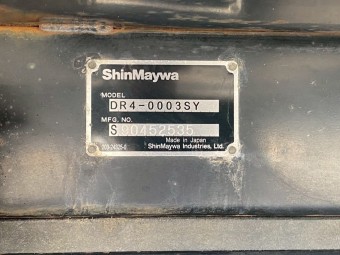 ShinMaywa
MODEL
DR4-0003SY
MFG. NO.
S00452535
Made in Japan
ShinMaywa Industries, Ltd.